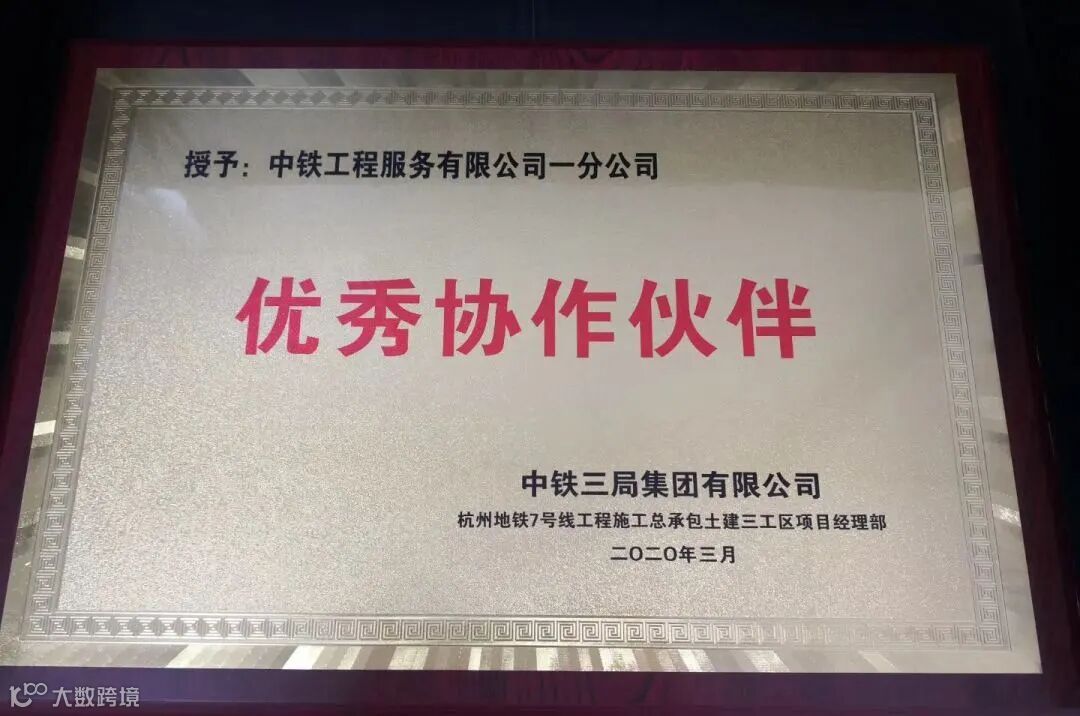 授予：中铁工程服务有限公司一分公司
优秀协作伙伴
中铁三局集团有限公司
杭州地铁7号线工程施工总承包土建三工区项目经理部
二〇二〇年三月
大数跨境